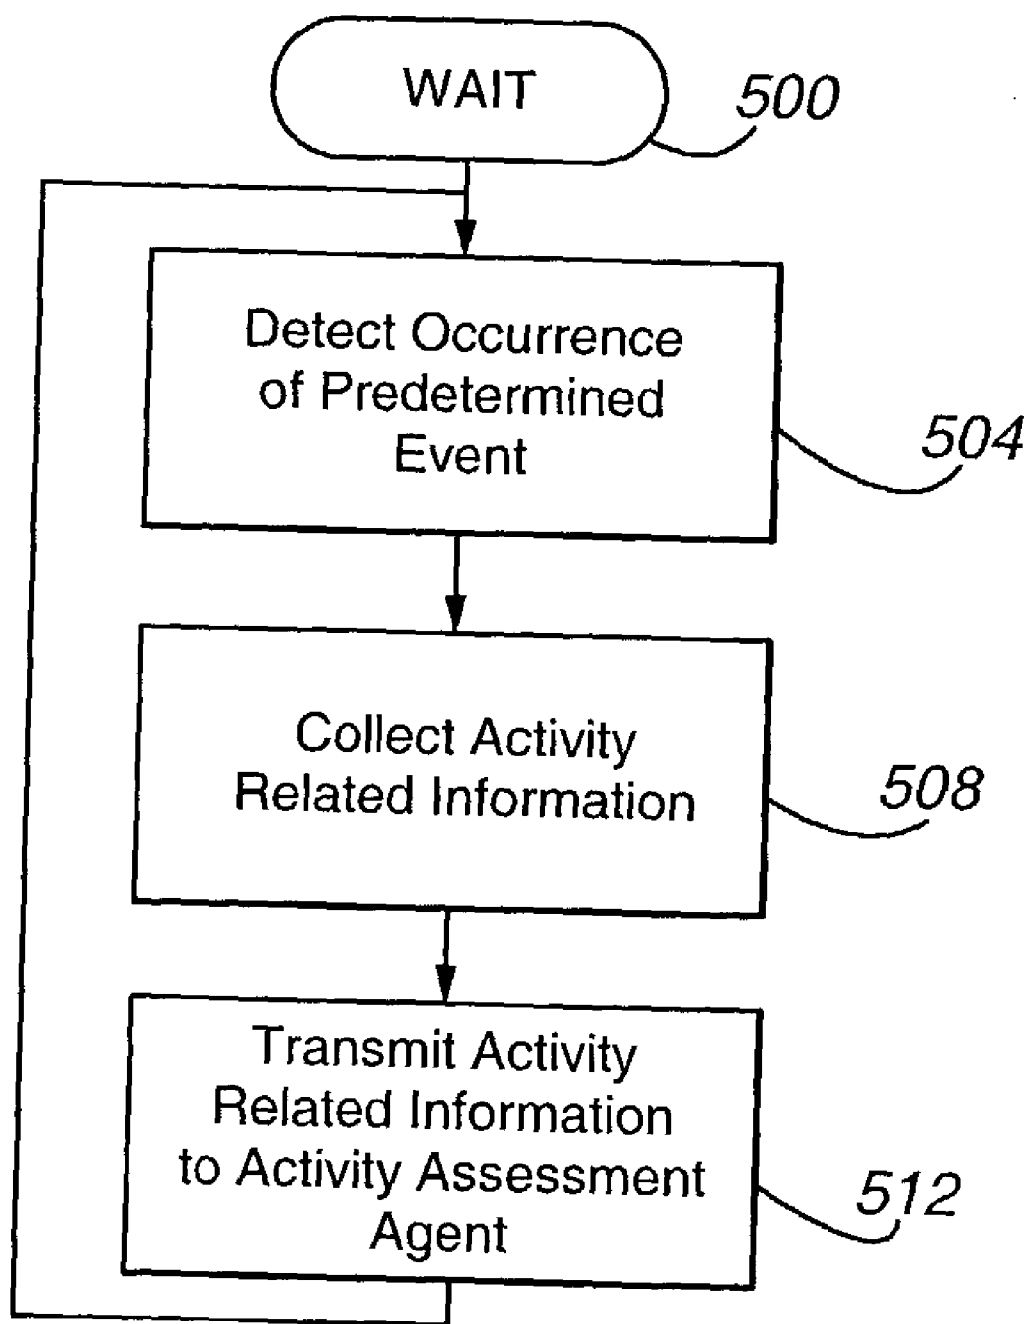 WAIT
500
Detect Occurrence
of Predetermined
Event
504
Collect Activity
Related Information
508
Transmit Activity
Related Information
to Activity Assessment
Agent
512